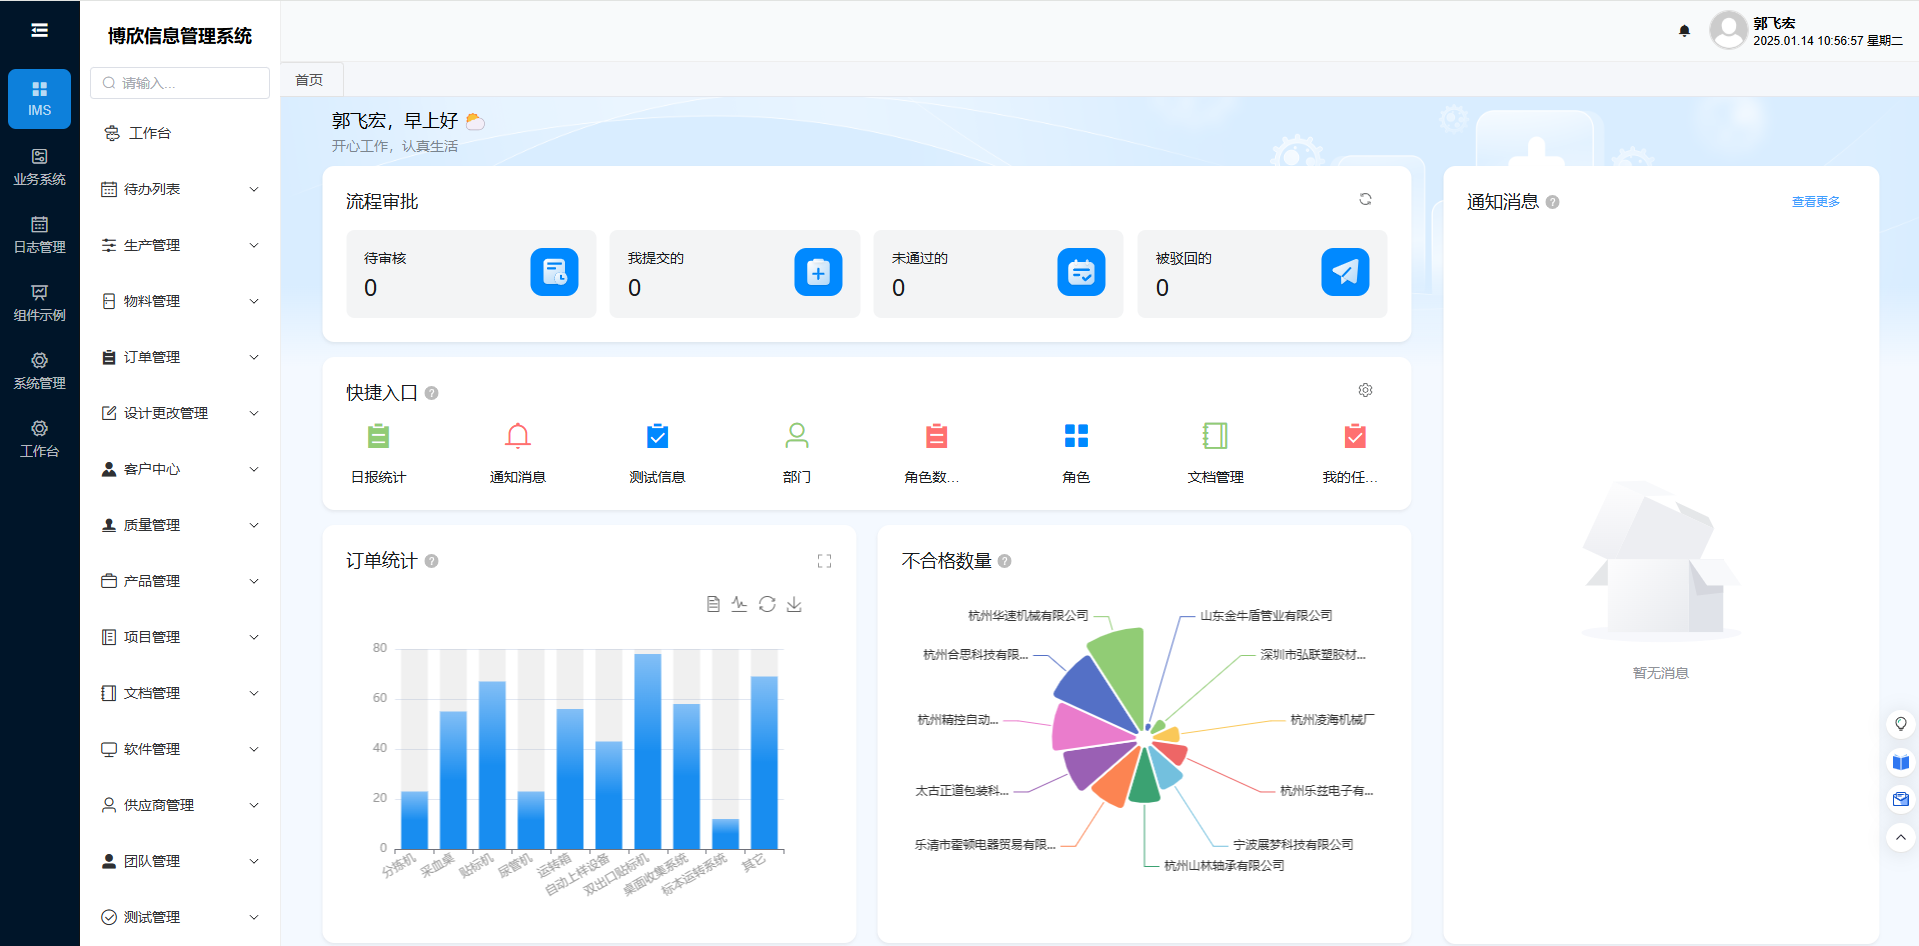 IMS
业务系统
日志管理
组件示例
系统管理
工作台
博欣信息管理系统
请输入...
工作台
待办列表
生产管理
物料管理
订单管理
设计更改管理
客户中心
质量管理
产品管理
项目管理
文档管理
软件管理
供应商管理
团队管理
测试管理
郭飞宏
2025.01.14 10:56:57 星期二
首页
郭飞宏，早上好
开心工作，认真生活
流程审批
待审核
0
我提交的
0
未通过的
0
被驳回的
0
快捷入口
日报统计
通知消息
测试信息
部门
角色数...
角色
文档管理
我的任...
订单统计
80
60
40
20
0
分拣机
采血桌
贴标机
尿管机
运转箱
自动上样设备
双出口贴标机
桌面收集系统
标本运转系统
其它
不合格数量
杭州华速机械有限公司
山东金牛盾管业有限公司
杭州合思科技有限...
深圳市弘联塑胶材...
杭州精控自动...
杭州凌海机械厂
太古正道包装科...
杭州乐兹电子有...
乐清市霍顿电器贸易有限...
宁波展梦科技有限公司
杭州山林轴承有限公司
通知消息
查看更多
暂无消息